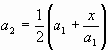 a₂ = 1/2 (a₁ + x/a₁)